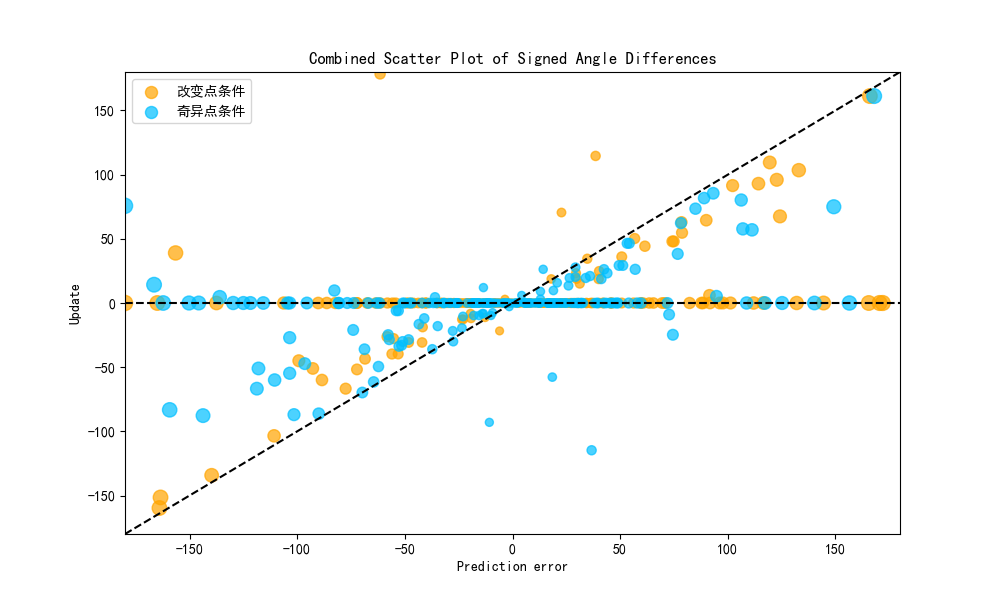 Combined Scatter Plot of Signed Angle Differences
改变点条件
奇异点条件
150
100
50
0
−50
−100
−150
Update
−150
−100
−50
0
50
100
150
Prediction error